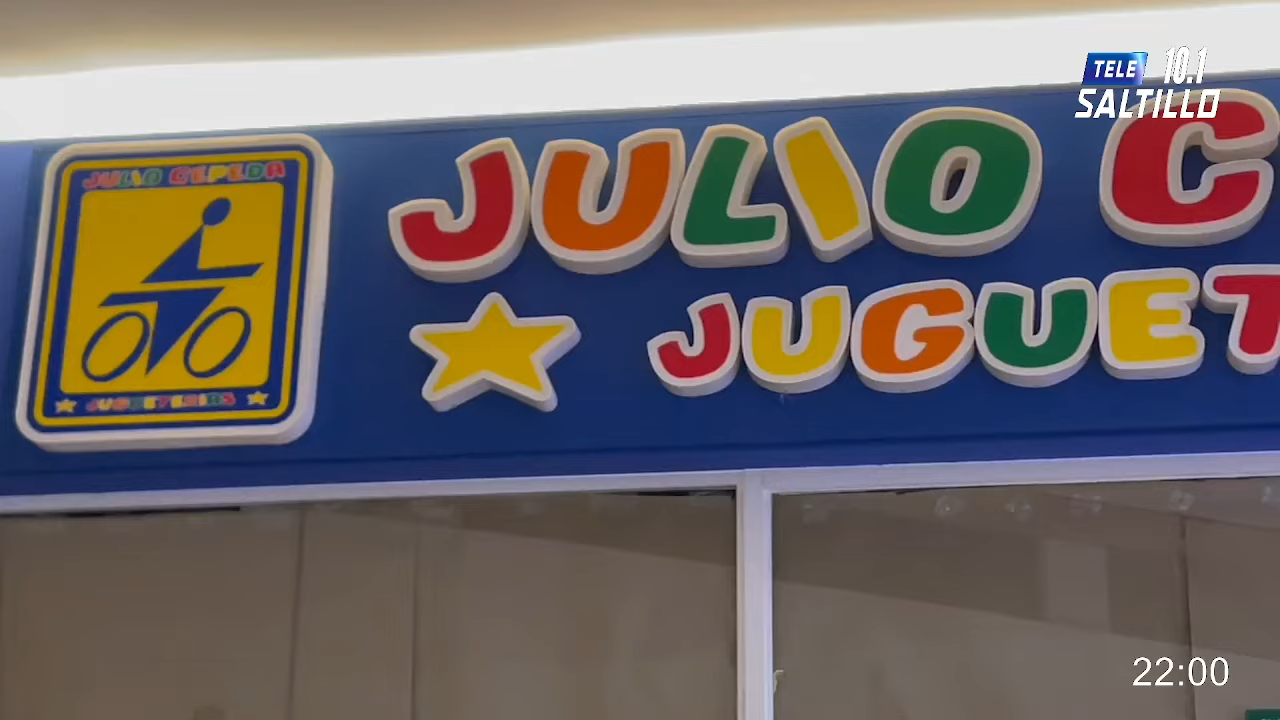 TELE 10.1
SALTILLO
JULIO CEPEDA
JUGUETERIAS
JULIO C
JUGUET
22:00